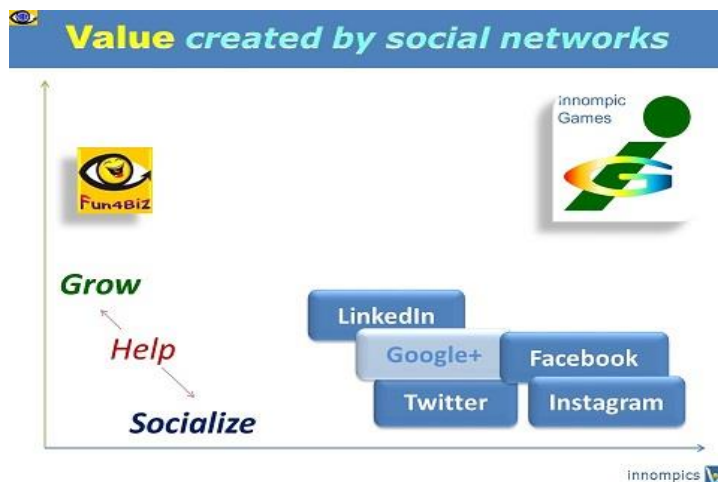 Value created by social networks
innompic
Games
Fun4Biz
Grow
LinkedIn
Help
Google+
Facebook
Socialize
Twitter
Instagram
innompics